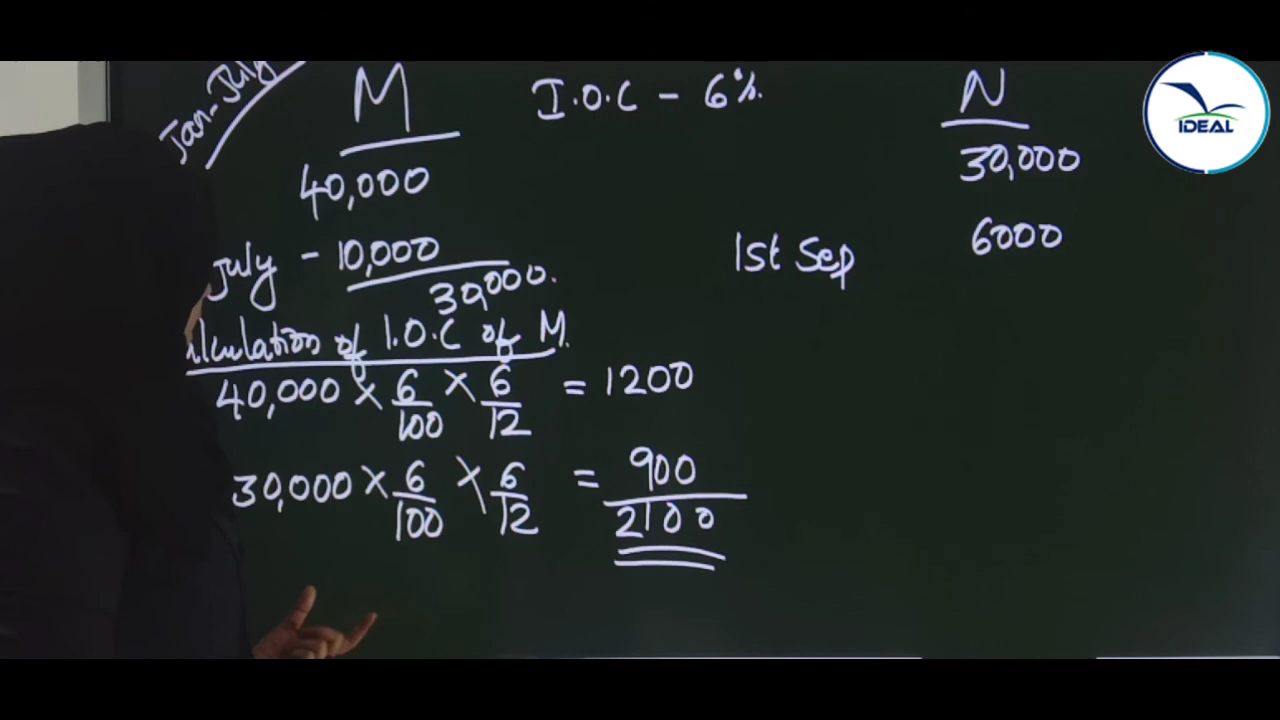 Jan-July
M I.O.C - 6% N
40,000 30,000
July - 10,000 1st Sep 6000
30,000.
alculation of I.O.C of M.
40,000 × 6/100 × 6/12 = 1200
30,000 × 6/100 × 6/12 = 900
2100
IDEAL